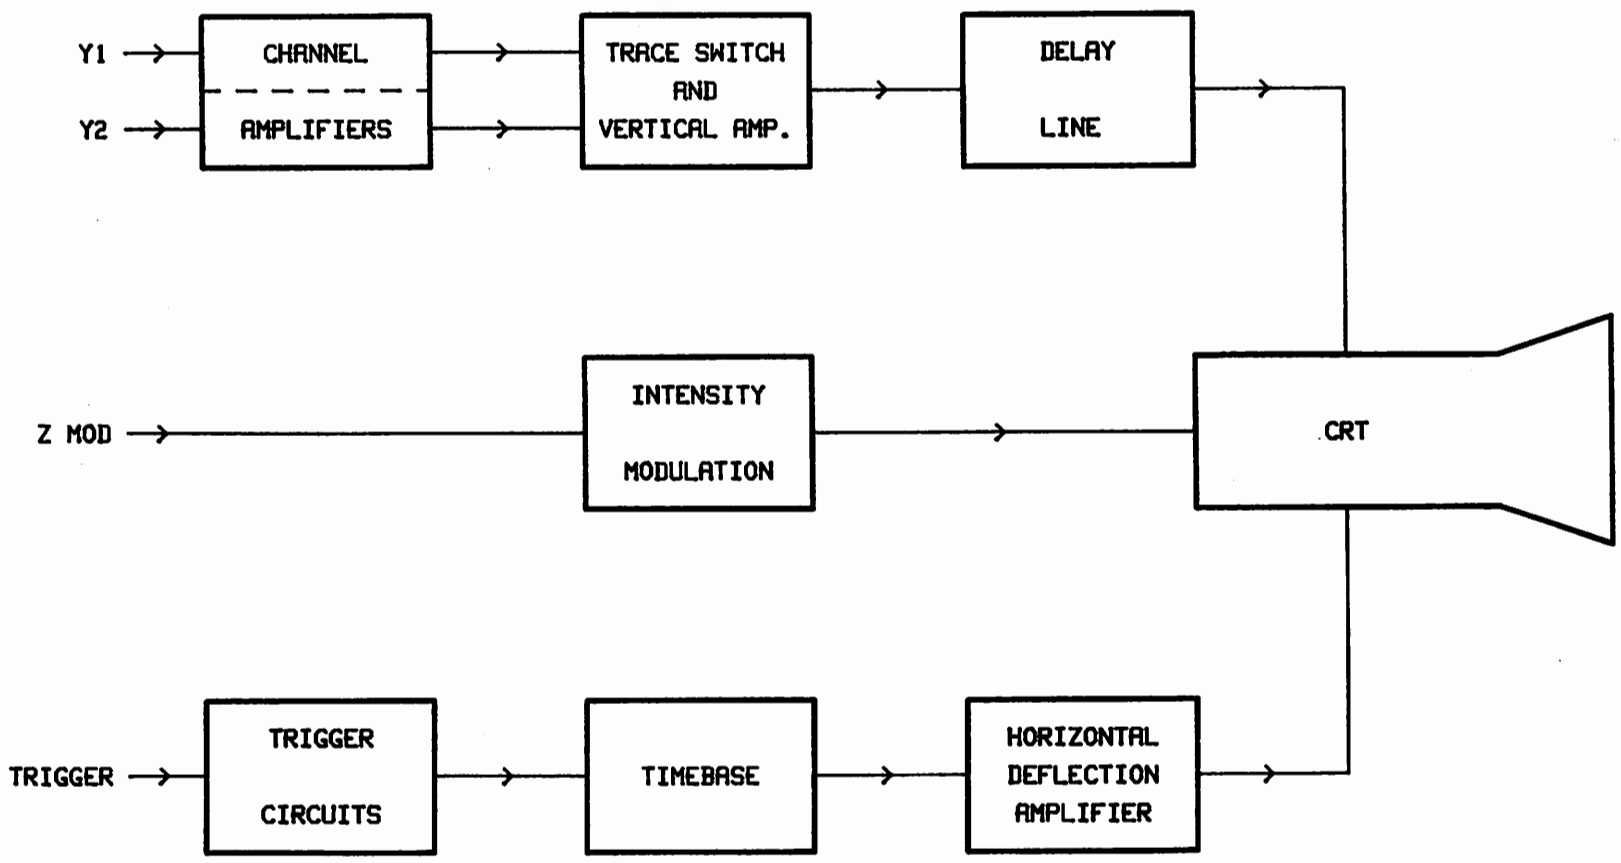 Y1
Y2
CHANNEL
AMPLIFIERS
TRACE SWITCH
AND
VERTICAL AMP.
DELAY
LINE
Z MOD
INTENSITY
MODULATION
CRT
TRIGGER
TRIGGER
CIRCUITS
TIMEBASE
HORIZONTAL
DEFLECTION
AMPLIFIER